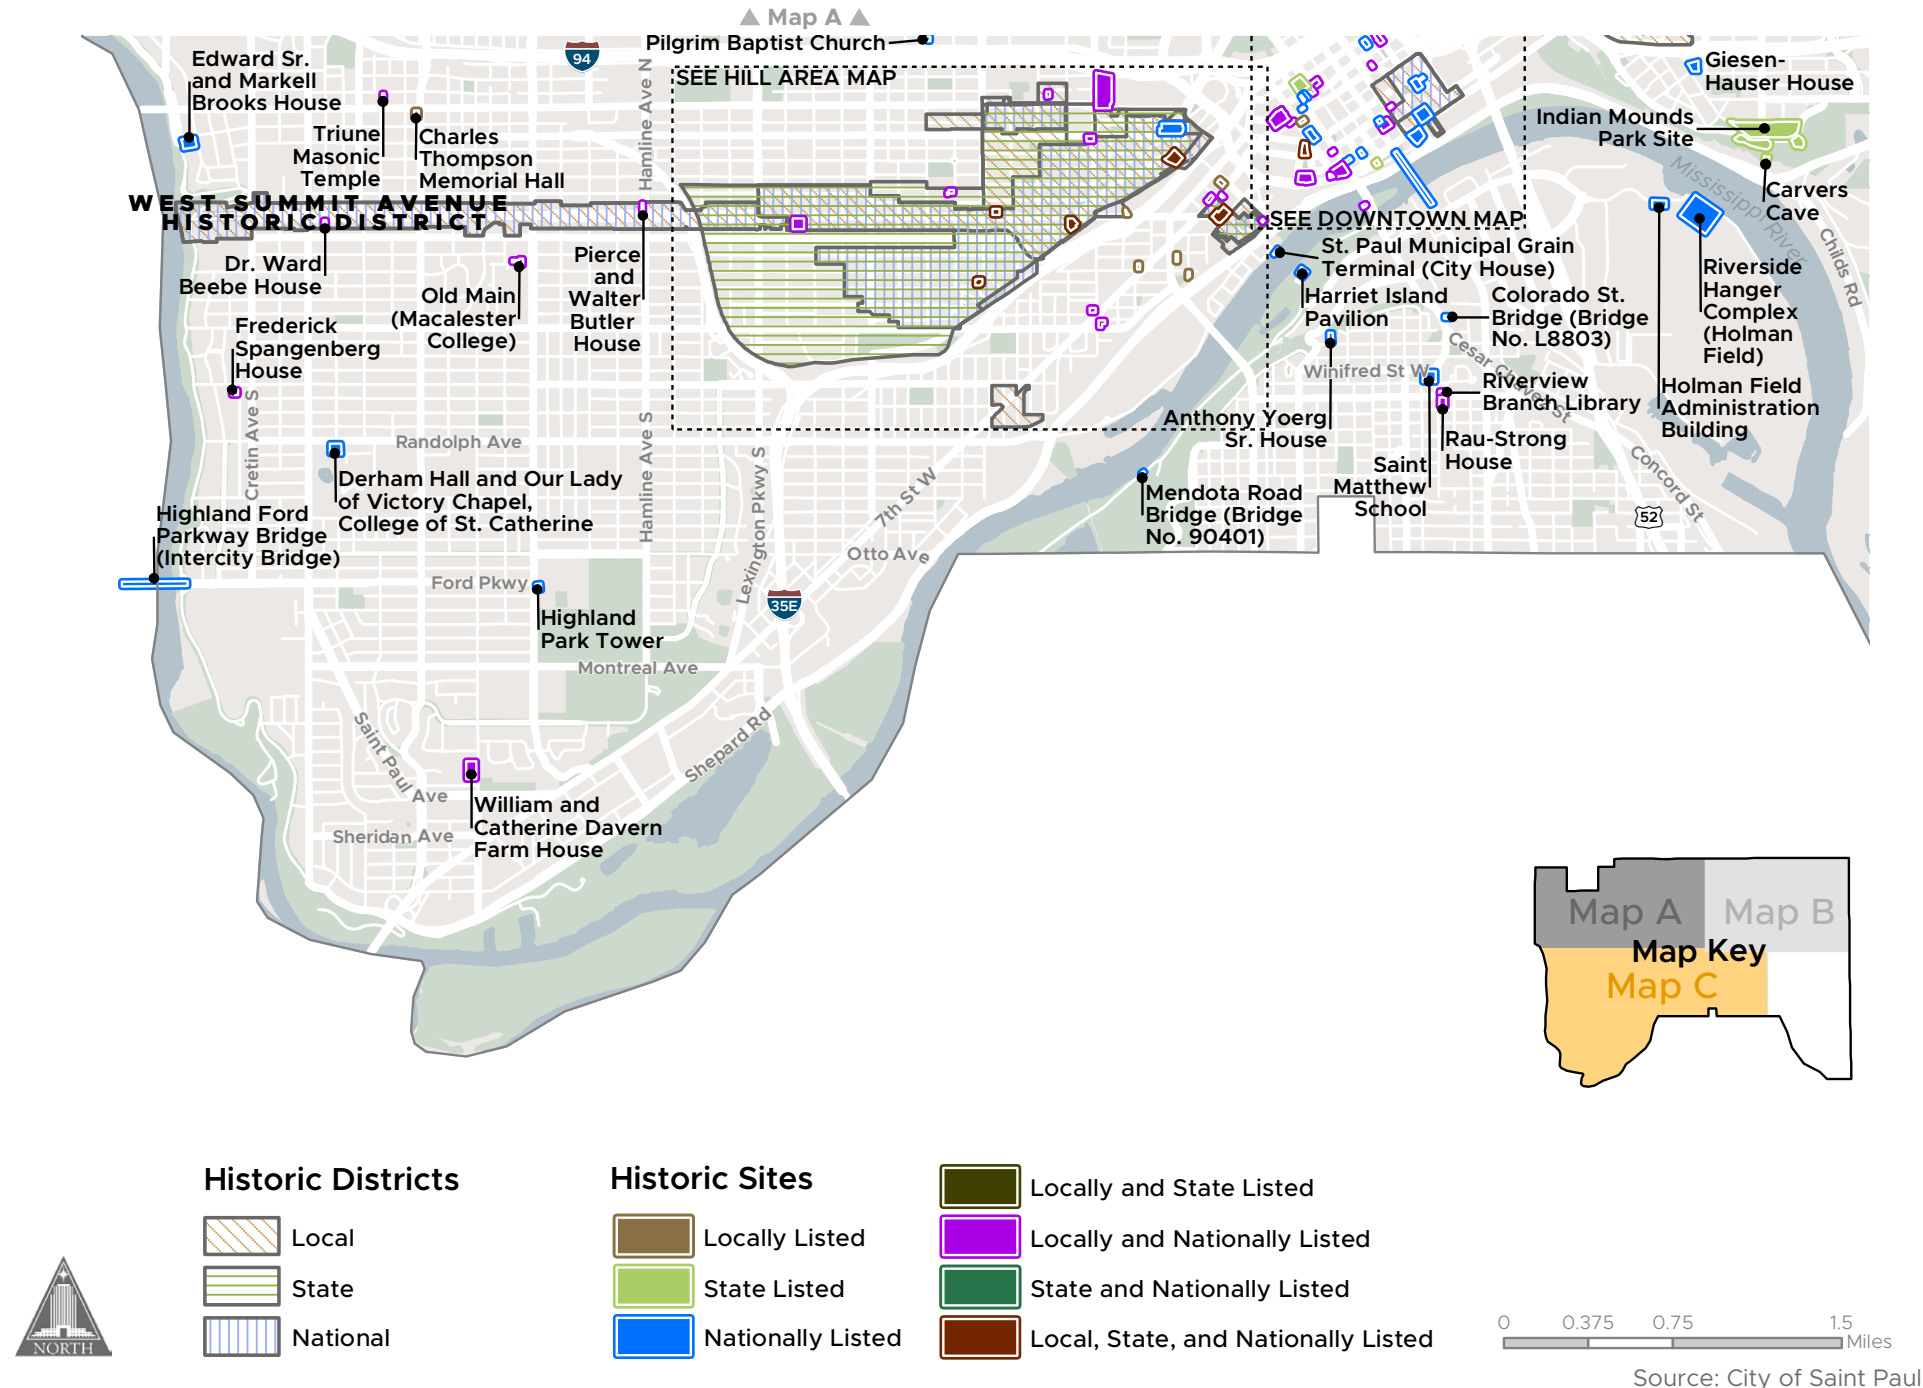 Map A
Pilgrim Baptist Church
94
SEE HILL AREA MAP
Hamline Ave N
Edward Sr.
and Markell
Brooks House
Triune
Masonic
Temple
Charles
Thompson
Memorial Hall
WEST SUMMIT AVENUE
HISTORIC DISTRICT
Dr. Ward
Beebe House
Old Main
(Macalester
College)
Pierce
and
Walter
Butler
House
Frederick
Spangenberg
House
Cretin Ave S
Randolph Ave
Hamline Ave S
Derham Hall and Our Lady
of Victory Chapel,
College of St. Catherine
Highland Ford
Parkway Bridge
(Intercity Bridge)
Ford Pkwy
Highland
Park Tower
Montreal Ave
Lexington Pkwy S
35E
7th St W
Otto Ave
Shepard Rd
Saint Paul Ave
Sheridan Ave
William and
Catherine Davern
Farm House
Giesen-
Hauser House
Indian Mounds
Park Site
Mississippi River
Carvers
Cave
Childs Rd
SEE DOWNTOWN MAP
St. Paul Municipal Grain
Terminal (City House)
Harriet Island
Pavilion
Colorado St.
Bridge (Bridge
No. L8803)
Riverside
Hanger
Complex
(Holman
Field)
Cesar Chavez St
Winifred St W
Riverview
Branch Library
Holman Field
Administration
Building
Anthony Yoerg
Sr. House
Rau-Strong
House
Saint
Matthew
School
Concord St
52
Mendota Road
Bridge (Bridge
No. 90401)
Map A
Map B
Map Key
Map C
Historic Districts
Local
State
National
Historic Sites
Locally Listed
State Listed
Nationally Listed
Locally and State Listed
Locally and Nationally Listed
State and Nationally Listed
Local, State, and Nationally Listed
NORTH
0 0.375 0.75 1.5
Miles
Source: City of Saint Paul